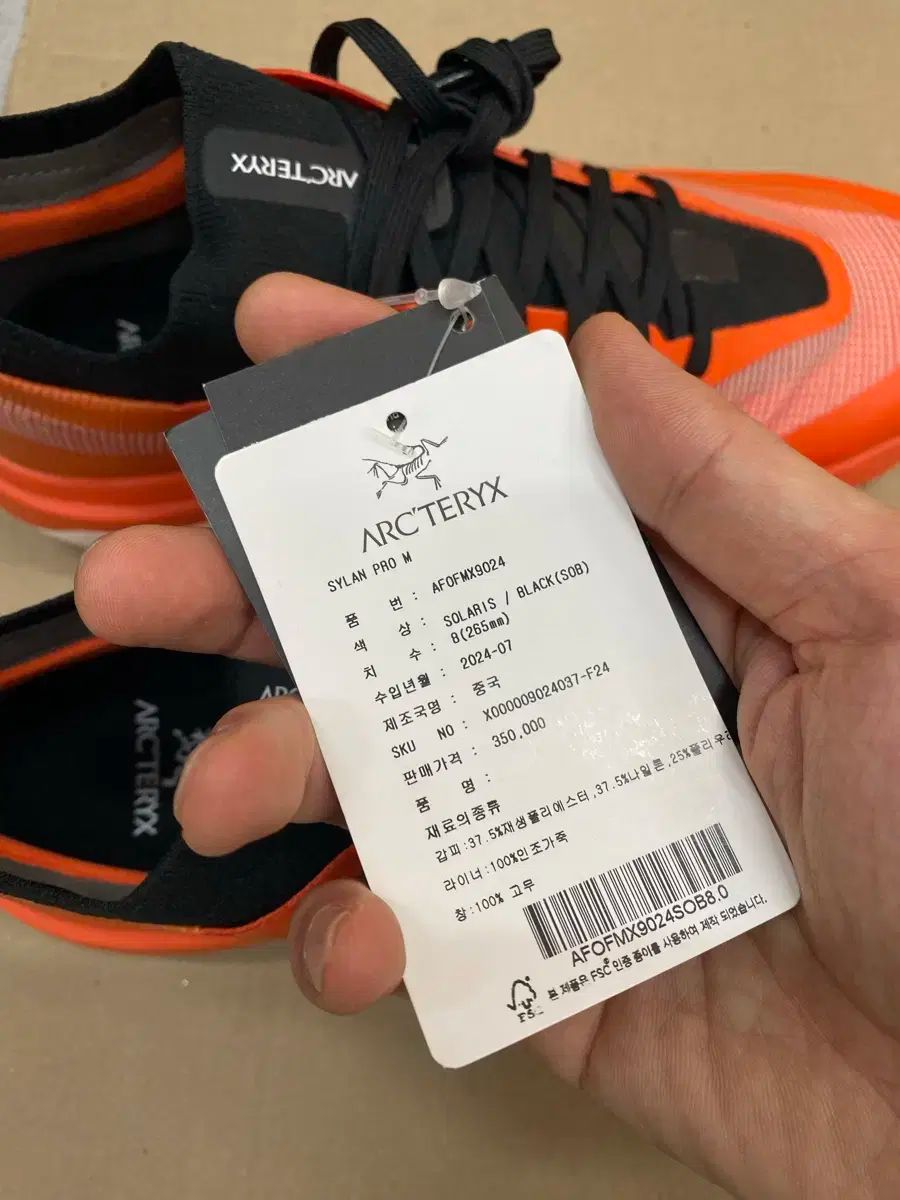 ARC'TERYX
ARC'TERYX
SYLAN PRO M
품 번 : AFOFMX9024
색 상 : SOLARIS / BLACK(SOB)
치 수 : 8(265mm)
수입년월 : 2024-07
제조국명 : 중국
SKU NO : X000009024037-F24
판매가격 : 350,000
품 명 :
재료의종류
갑피:37.5%재생폴리에스터,37.5%나일론,25%폴리우레
라이너:100%인조가죽
창:100% 고무
AFOFMX9024SOB8.0
본 제품은 FSC® 인증 종이를 사용하여 제작 되었습니다.
FSC
ARC'TERYX